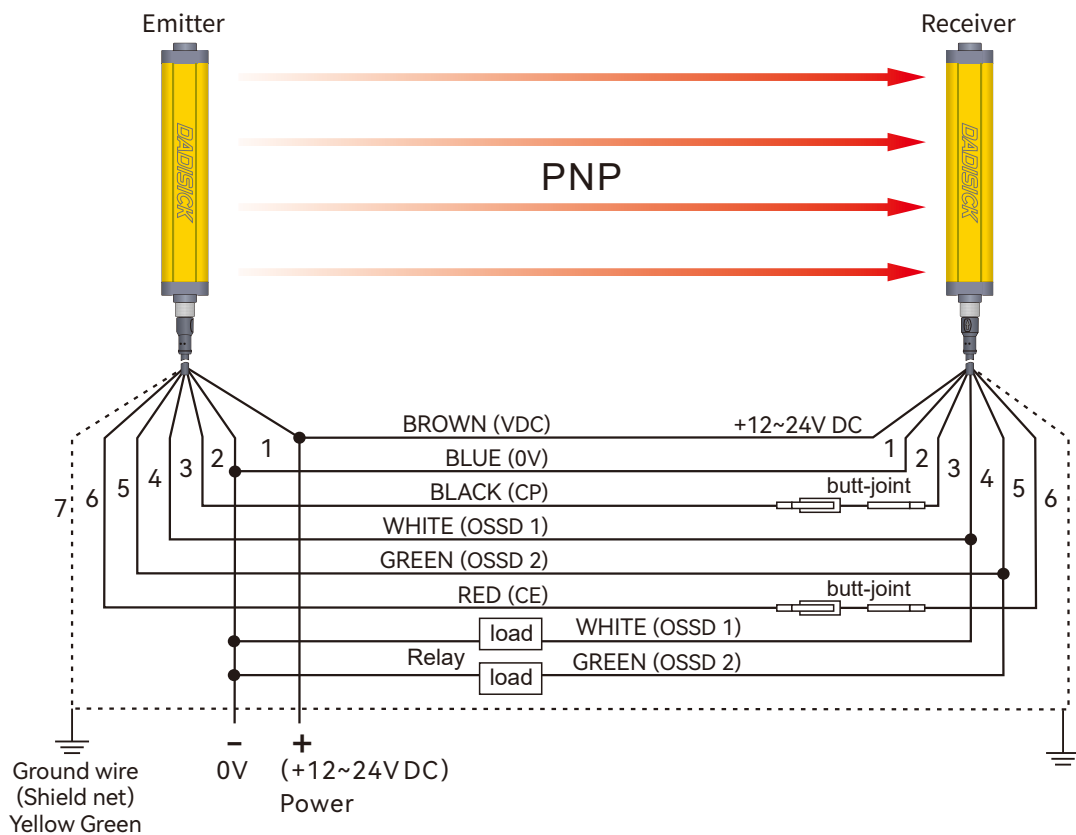 Emitter
Receiver
DADISICK
DADISICK
PNP
BROWN (VDC)
+12~24V DC
1
1
BLUE (0V)
2
2
BLACK (CP)
butt-joint
3
3
WHITE (OSSD 1)
4
4
GREEN (OSSD 2)
5
5
RED (CE)
butt-joint
6
6
7
load
WHITE (OSSD 1)
Relay
load
GREEN (OSSD 2)
-
+
0V
(+12~24V DC)
Power
Ground wire
(Shield net)
Yellow Green